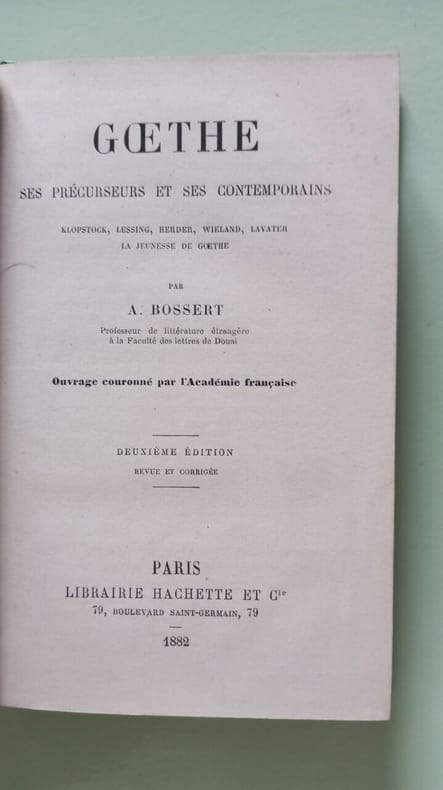 GŒTHE
SES PRÉCURSEURS ET SES CONTEMPORAINS
KLOPSTOCK, LESSING, HERDER, WIELAND, LAVATER
LA JEUNESSE DE GŒTHE
PAR
A. BOSSERT
Professeur de littérature étrangère
à la Faculté des lettres de Douai
Ouvrage couronné par l'Académie française
DEUXIÈME ÉDITION
REVUE ET CORRIGÉE
PARIS
LIBRAIRIE HACHETTE ET Cie
79, BOULEVARD SAINT-GERMAIN, 79
1882